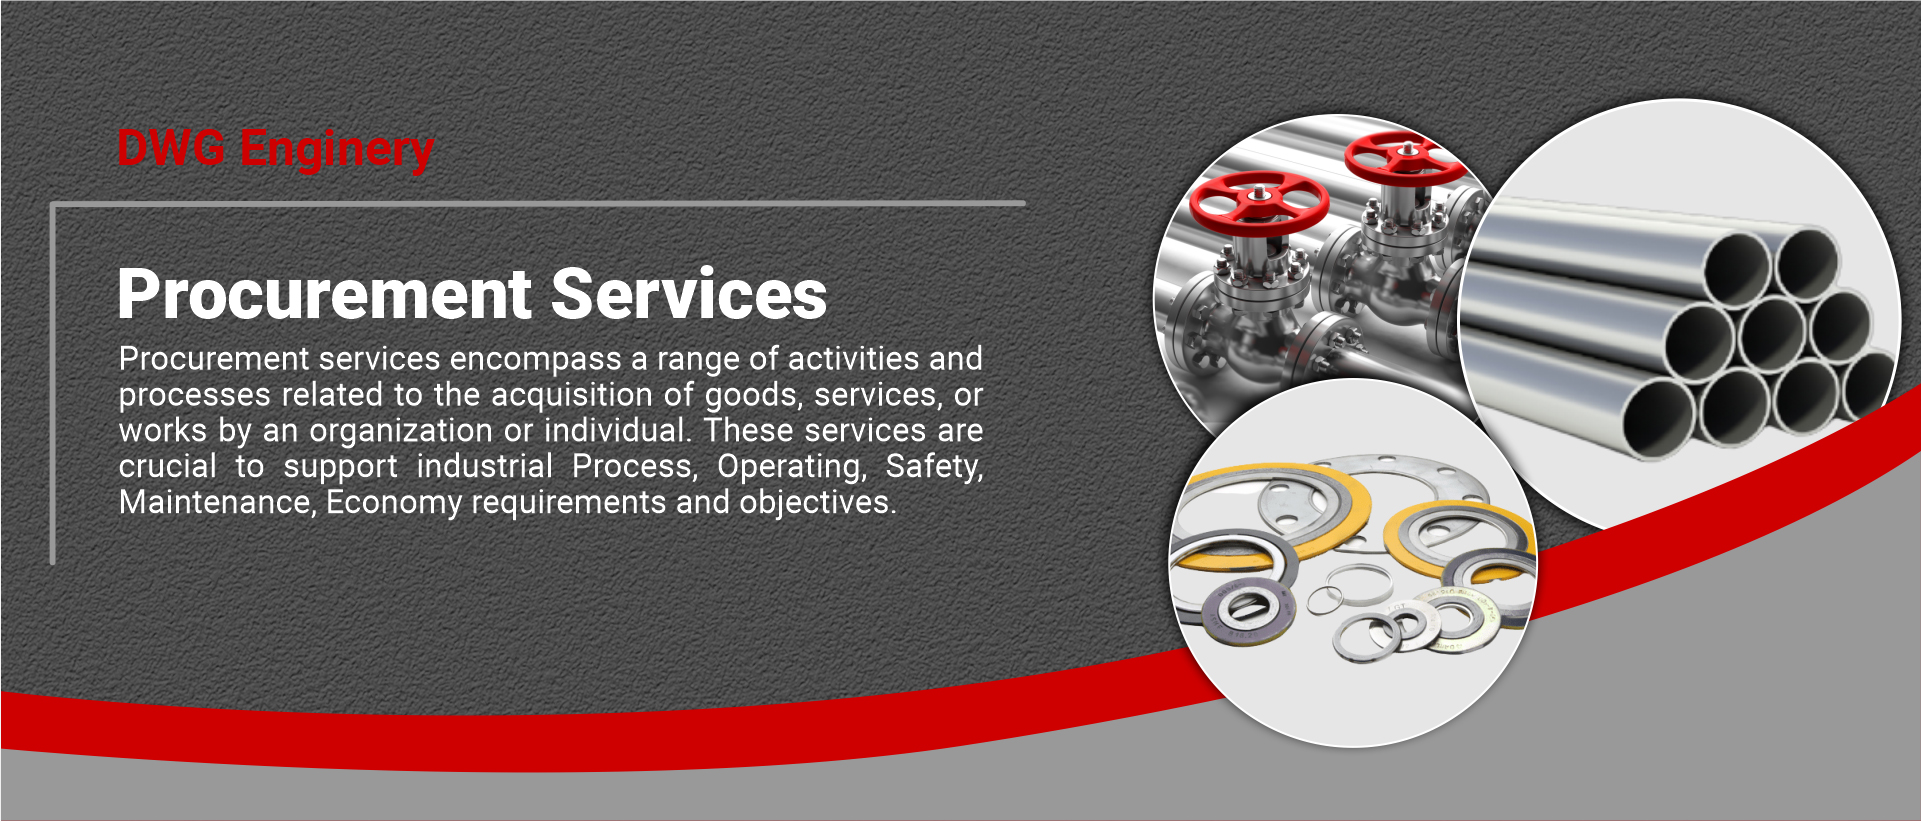 DWG Enginery
Procurement Services
Procurement services encompass a range of activities and
processes related to the acquisition of goods, services, or
works by an organization or individual. These services are
crucial to support industrial Process, Operating, Safety,
Maintenance, Economy requirements and objectives.